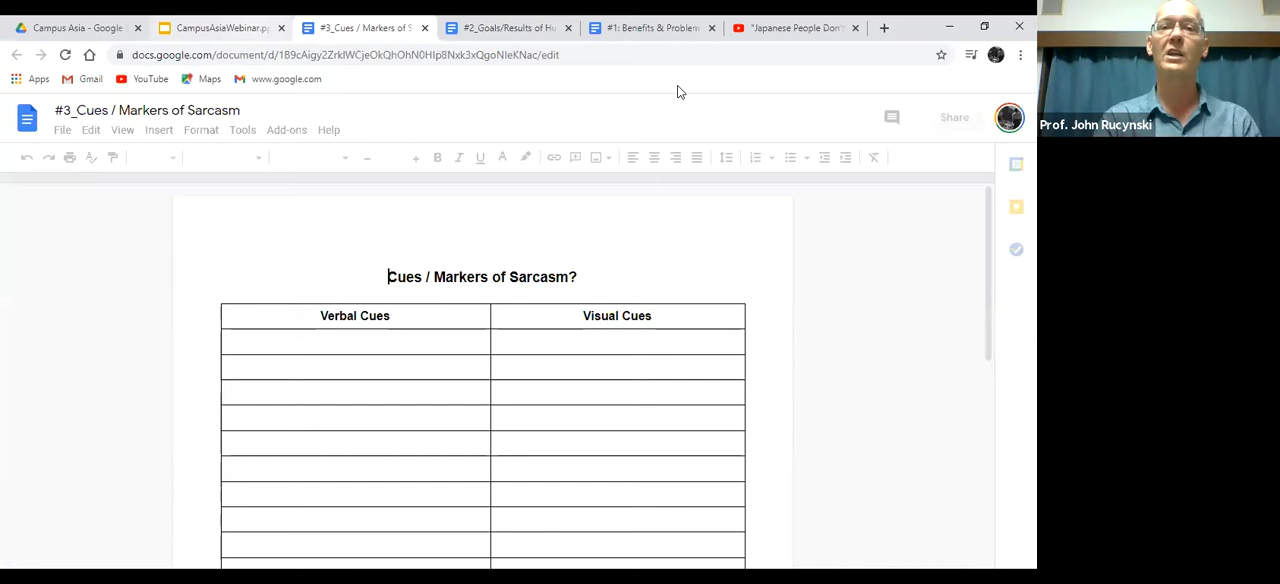 Campus Asia - Google
CampusAsiaWebinar.p
#3_Cues / Markers of S
#2_Goals/Results of Hu
#1: Benefits & Problem
"Japanese People Don'
docs.google.com/document/d/
Apps
Gmail
YouTube
Maps
www.google.com
#3_Cues / Markers of Sarcasm
File Edit View Insert Format Tools Add-ons Help
Share
B I U A
Cues / Markers of Sarcasm?
Verbal Cues Visual Cues
Prof. John Rucynski